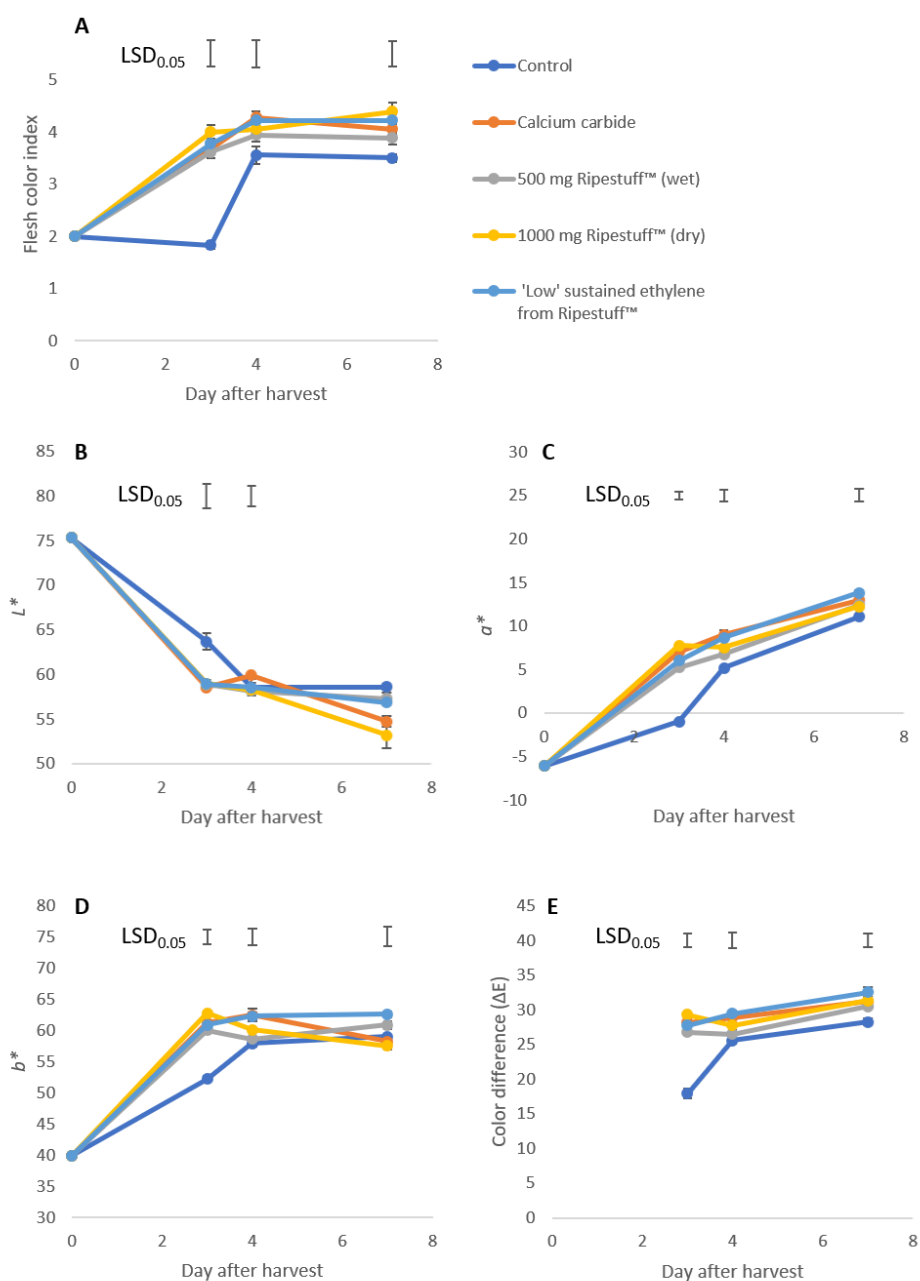 A
LSD0.05
5
4
3
2
1
0
Flesh color index
0 2 4 6 8
Day after harvest
Control
Calcium carbide
500 mg Ripestuff™ (wet)
1000 mg Ripestuff™ (dry)
'Low' sustained ethylene
from Ripestuff™
B
LSD0.05
85
80
75
70
65
60
55
50
L*
0 2 4 6 8
Day after harvest
C
LSD0.05
30
25
20
15
10
5
0
-5
-10
a*
0 2 4 6 8
Day after harvest
D
LSD0.05
80
75
70
65
60
55
50
45
40
35
30
b*
0 2 4 6 8
Day after harvest
E
LSD0.05
45
40
35
30
25
20
15
10
5
0
Color difference (ΔE)
0 2 4 6 8
Day after harvest